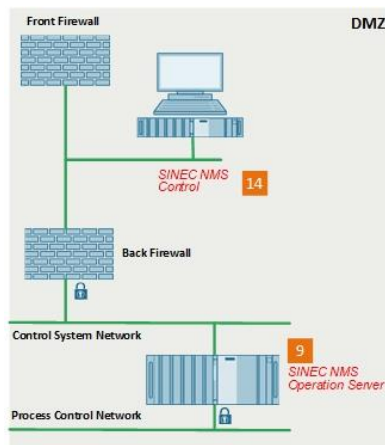 Front Firewall
DMZ
SINEC NMS
Control
14
Back Firewall
Control System Network
9
SINEC NMS
Operation Server
Process Control Network